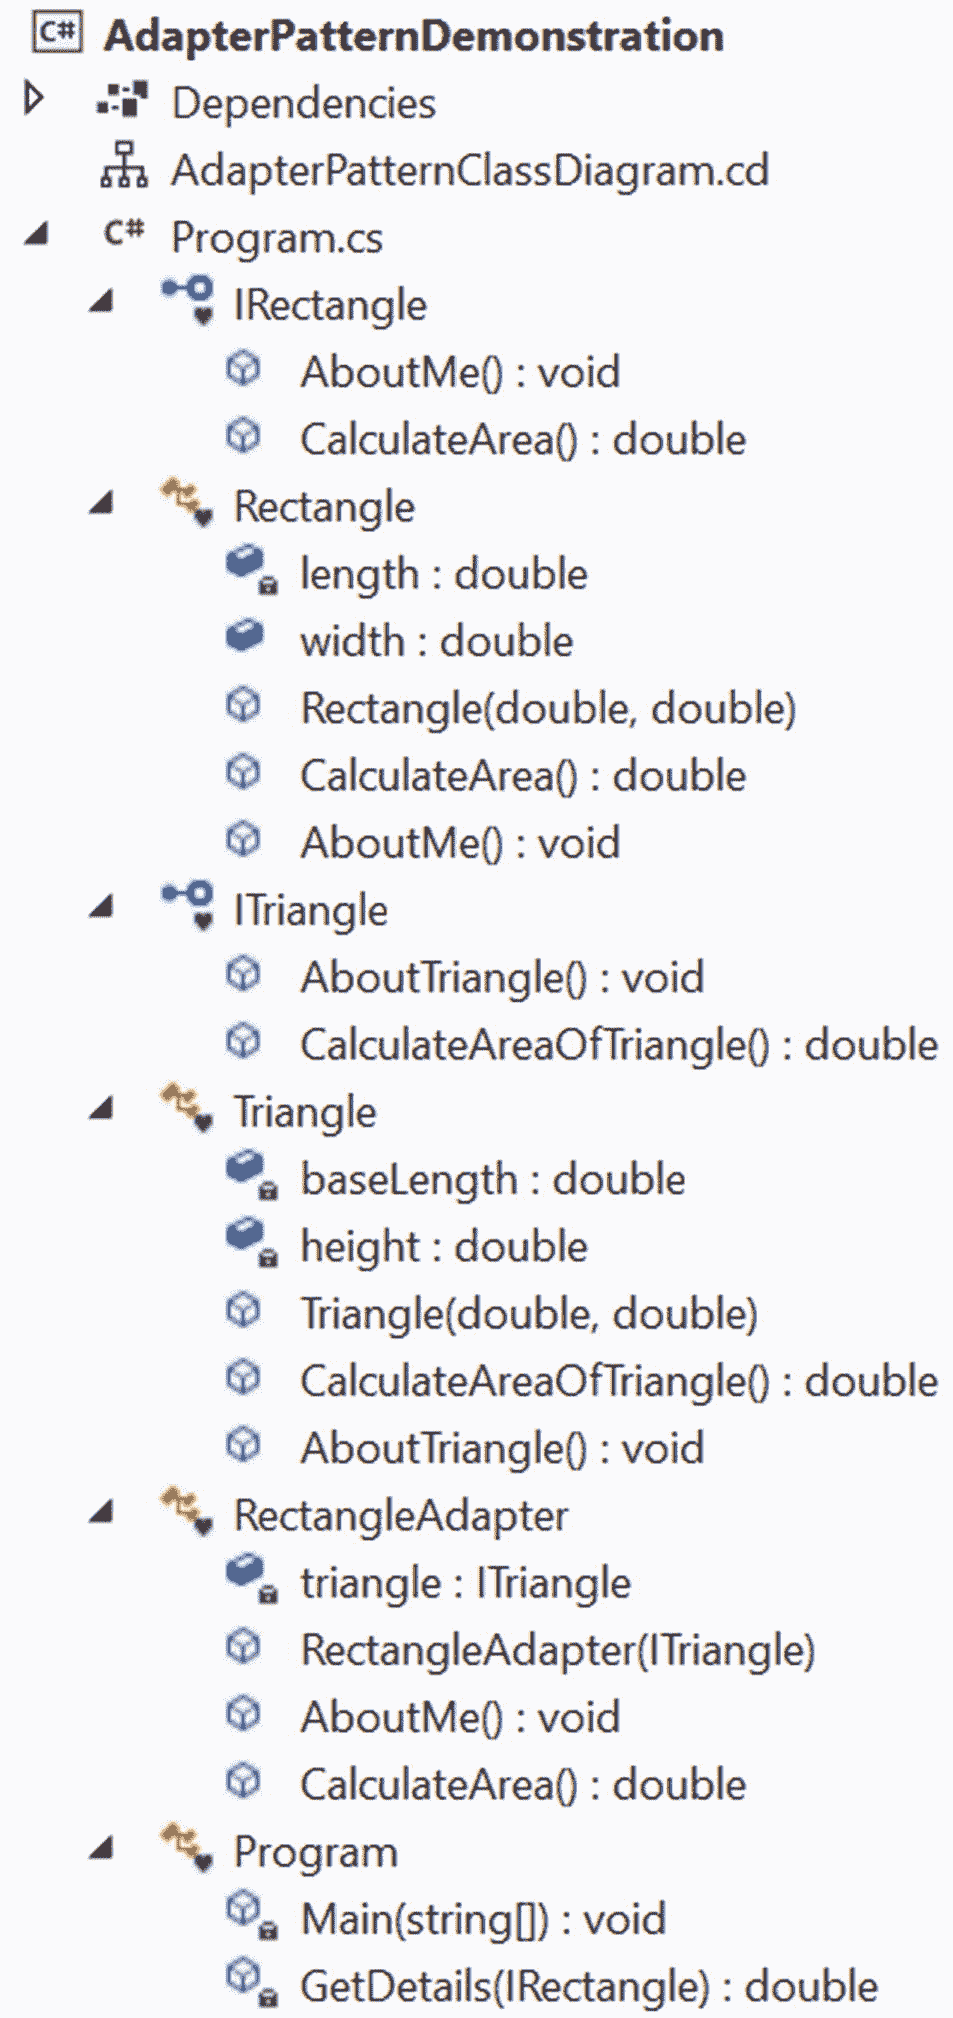 C# AdapterPatternDemonstration
Dependencies
AdapterPatternClassDiagram.cd
C# Program.cs
IRectangle
AboutMe() : void
CalculateArea() : double
Rectangle
length : double
width : double
Rectangle(double, double)
CalculateArea() : double
AboutMe() : void
ITriangle
AboutTriangle() : void
CalculateAreaOfTriangle() : double
Triangle
baseLength : double
height : double
Triangle(double, double)
CalculateAreaOfTriangle() : double
AboutTriangle() : void
RectangleAdapter
triangle : ITriangle
RectangleAdapter(ITriangle)
AboutMe() : void
CalculateArea() : double
Program
Main(string[]) : void
GetDetails(IRectangle) : double